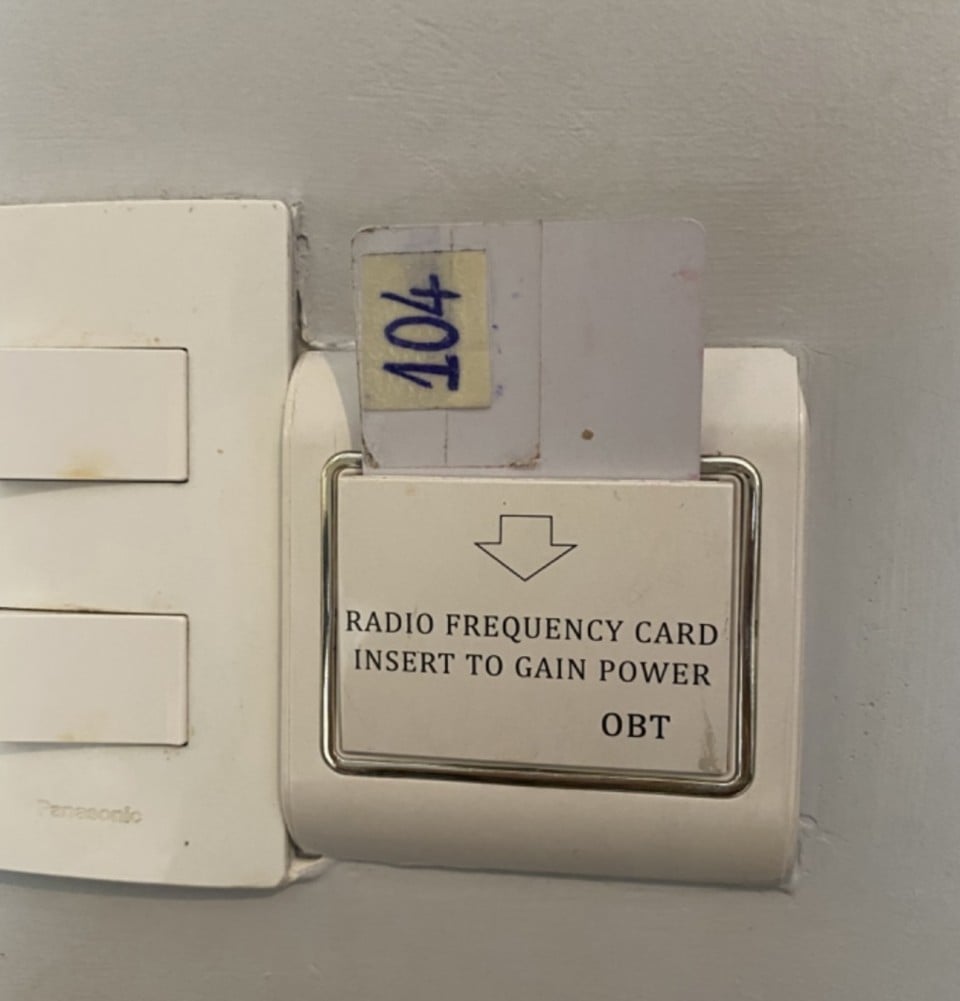 104
RADIO FREQUENCY CARD
INSERT TO GAIN POWER
OBT
Panasonic